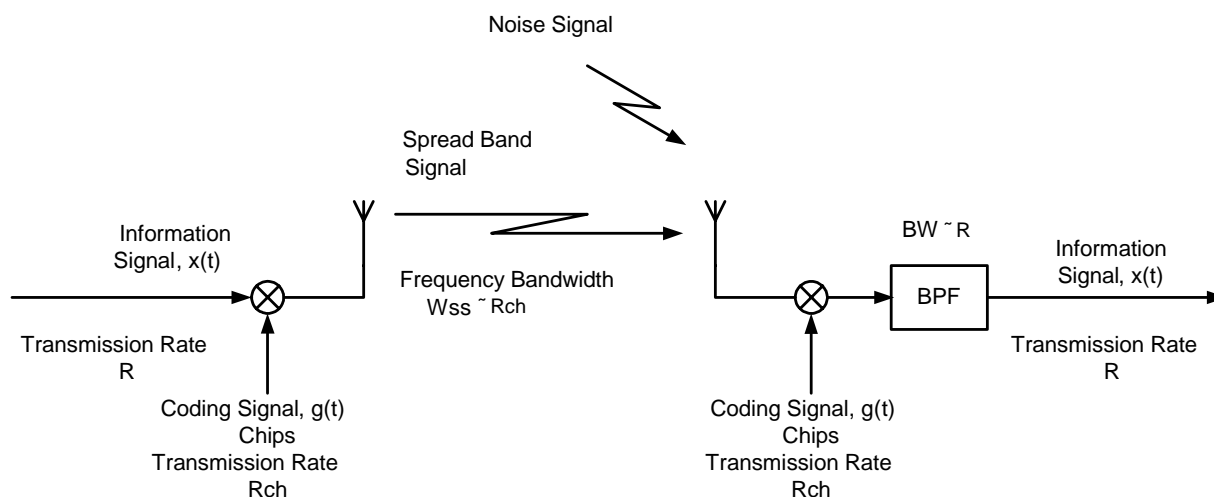 Noise Signal
Spread Band
Signal
Information
Signal, x(t)
Frequency Bandwidth
Wss ~ Rch
Transmission Rate
R
Coding Signal, g(t)
Chips
Transmission Rate
Rch
BW ~ R
BPF
Information
Signal, x(t)
Transmission Rate
R
Coding Signal, g(t)
Chips
Transmission Rate
Rch